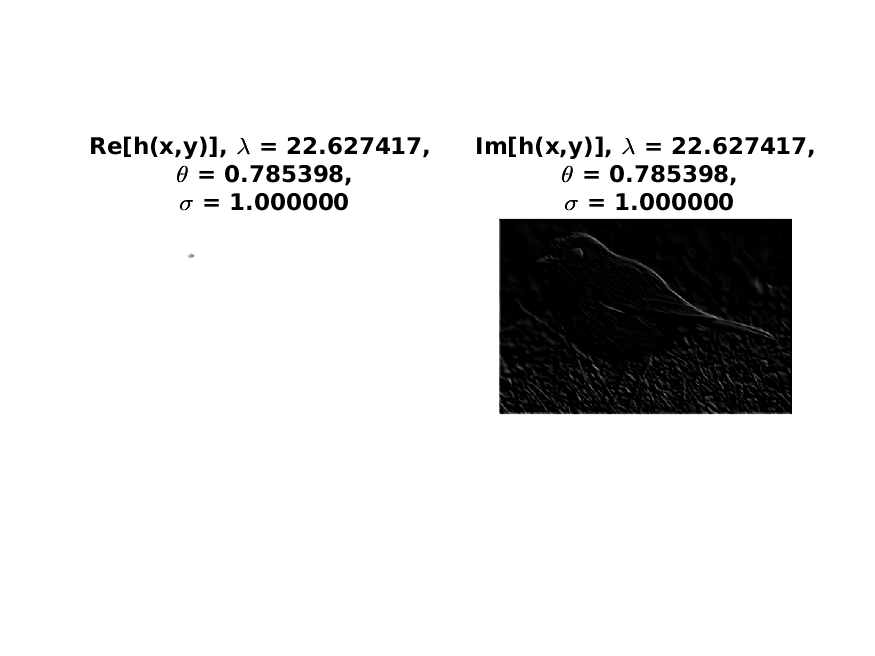 Re[h(x,y)], λ = 22.627417,
θ = 0.785398,
σ = 1.000000
Im[h(x,y)], λ = 22.627417,
θ = 0.785398,
σ = 1.000000